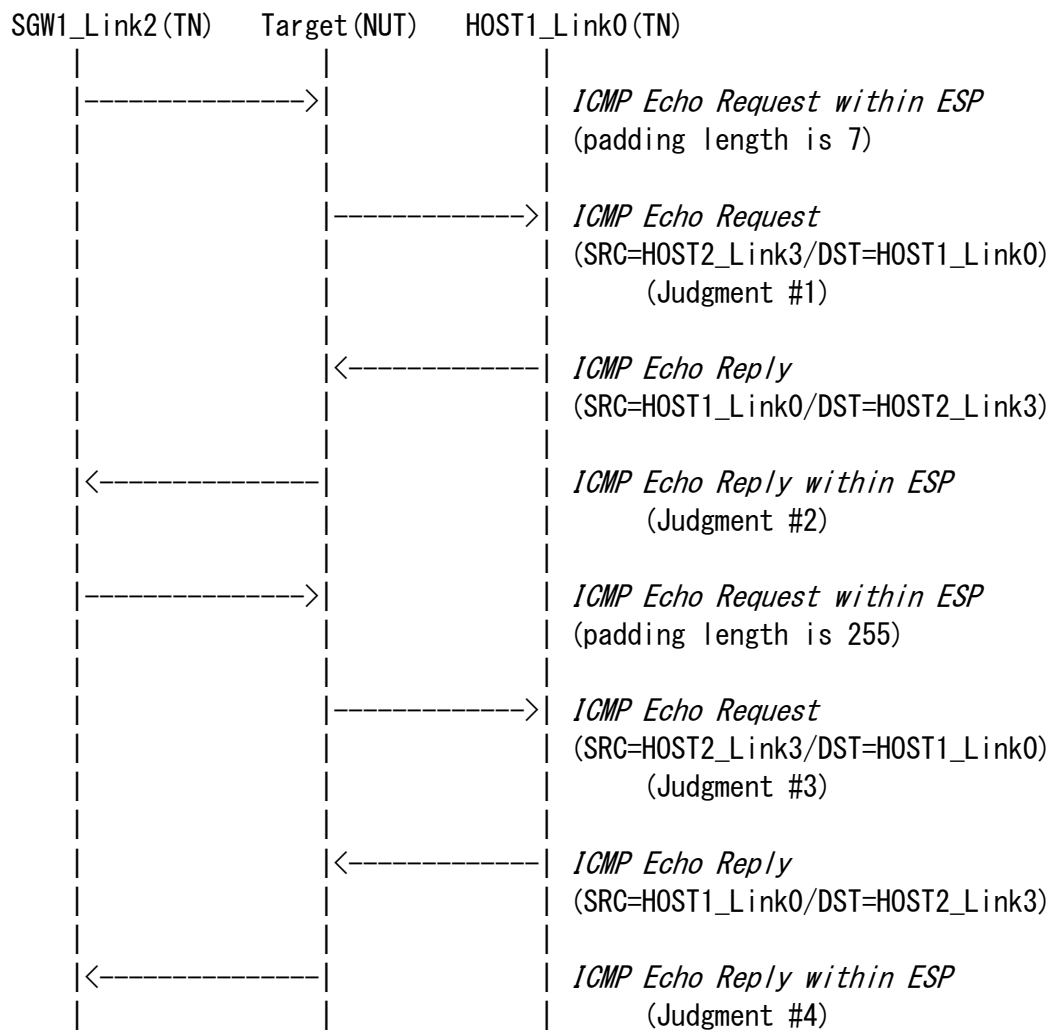 SGW1_Link2(TN) Target(NUT) HOST1_Link0(TN)
| | |
|--------------->| | ICMP Echo Request within ESP
| | | (padding length is 7)
| | |
| |------------->| ICMP Echo Request
| | | (SRC=HOST2_Link3/DST=HOST1_Link0)
| | | (Judgment #1)
| | |
| |<-------------| ICMP Echo Reply
| | | (SRC=HOST1_Link0/DST=HOST2_Link3)
| | |
|<---------------| | ICMP Echo Reply within ESP
| | | (Judgment #2)
| | |
|--------------->| | ICMP Echo Request within ESP
| | | (padding length is 255)
| | |
| |------------->| ICMP Echo Request
| | | (SRC=HOST2_Link3/DST=HOST1_Link0)
| | | (Judgment #3)
| | |
| |<-------------| ICMP Echo Reply
| | | (SRC=HOST1_Link0/DST=HOST2_Link3)
| | |
|<---------------| | ICMP Echo Reply within ESP
| | | (Judgment #4)